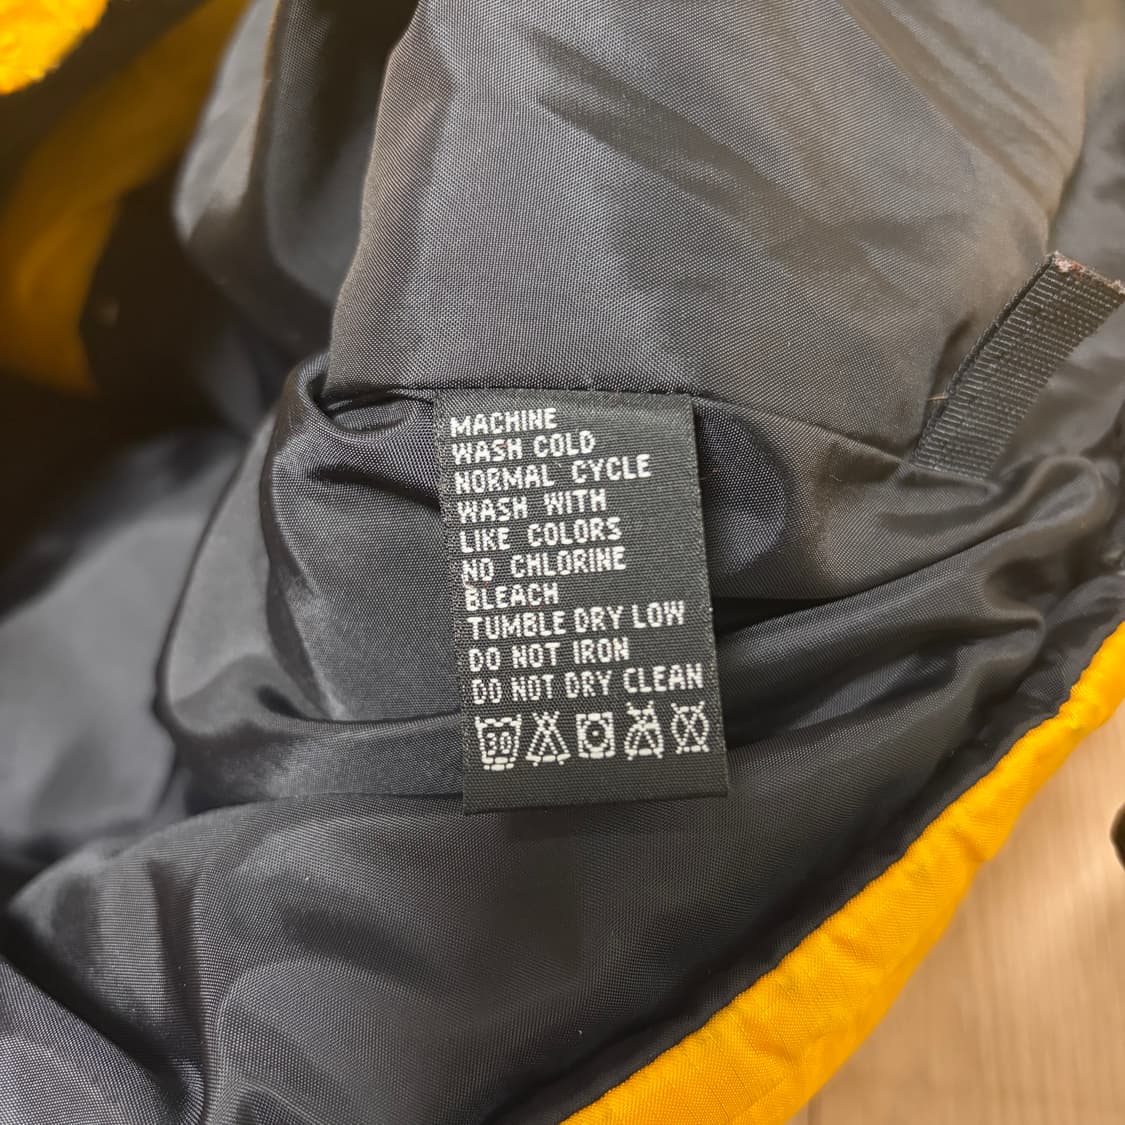 MACHINE
WASH COLD
NORMAL CYCLE
WASH WITH
LIKE COLORS
NO CHLORINE
BLEACH
TUMBLE DRY LOW
DO NOT IRON
DO NOT DRY CLEAN
30